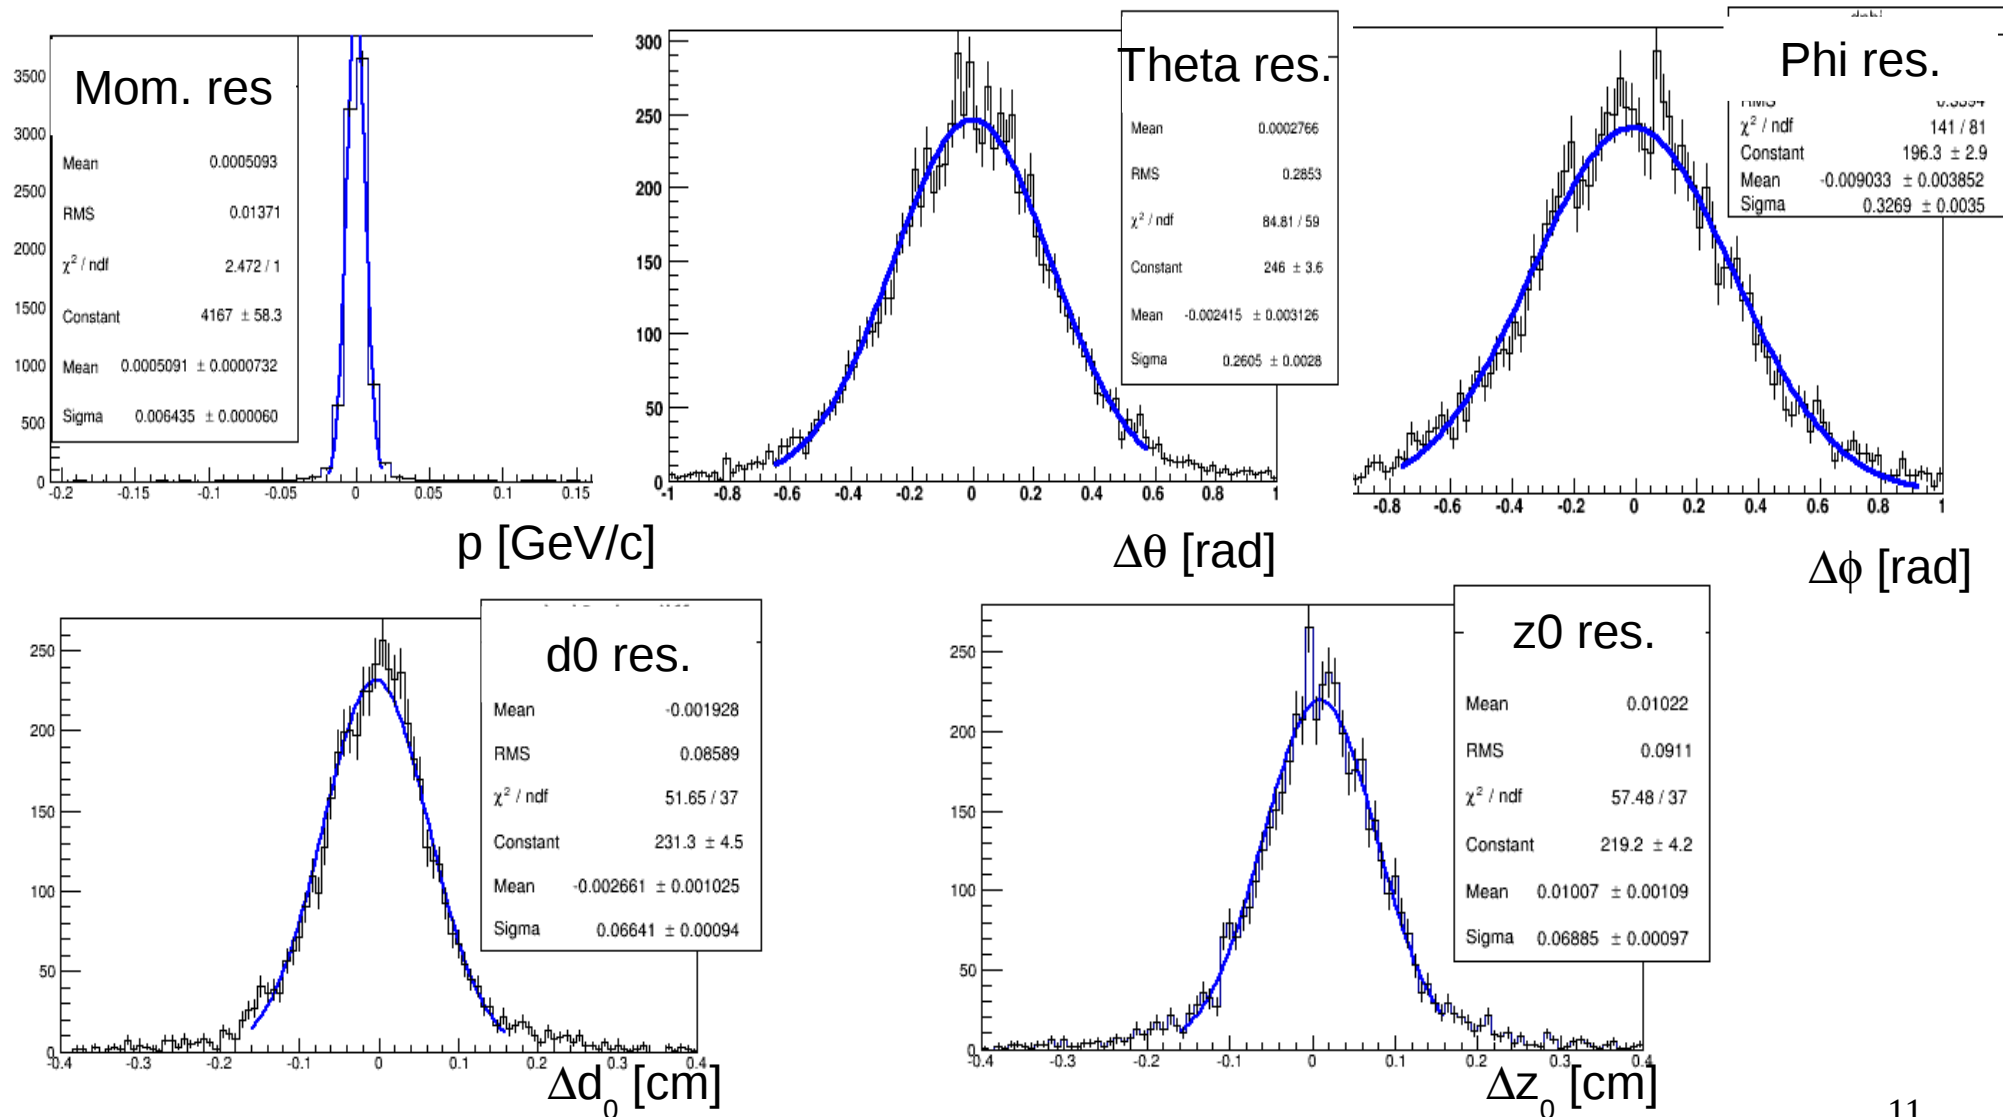 Mom. res
Mean 0.0005093
RMS 0.01371
χ² / ndf 2.472 / 1
Constant 4167 ± 58.3
Mean 0.0005091 ± 0.0000732
Sigma 0.006435 ± 0.000060
3500
3000
2500
2000
1500
1000
500
0
-0.2 -0.15 -0.1 -0.05 0 0.05 0.1 0.15
p [GeV/c]
Theta res.
Mean 0.0002766
RMS 0.2853
χ² / ndf 84.81 / 59
Constant 246 ± 3.6
Mean -0.002415 ± 0.003126
Sigma 0.2605 ± 0.0028
300
250
200
150
100
50
0
-1 -0.8 -0.6 -0.4 -0.2 0 0.2 0.4 0.6 0.8 1
Δθ [rad]
Phi res.
RMS 0.3394
χ² / ndf 141 / 81
Constant 196.3 ± 2.9
Mean -0.009033 ± 0.003852
Sigma 0.3269 ± 0.0035
-0.8 -0.6 -0.4 -0.2 0 0.2 0.4 0.6 0.8 1
Δϕ [rad]
d0 res.
Mean -0.001928
RMS 0.08589
χ² / ndf 51.65 / 37
Constant 231.3 ± 4.5
Mean -0.002661 ± 0.001025
Sigma 0.06641 ± 0.00094
250
200
150
100
50
0
-0.4 -0.3 -0.2 -0.1 0 0.1 0.2 0.3 0.4
Δd₀ [cm]
z0 res.
Mean 0.01022
RMS 0.0911
χ² / ndf 57.48 / 37
Constant 219.2 ± 4.2
Mean 0.01007 ± 0.00109
Sigma 0.06885 ± 0.00097
250
200
150
100
50
0
-0.4 -0.3 -0.2 -0.1 0 0.1 0.2 0.3 0.4
Δz₀ [cm]
11